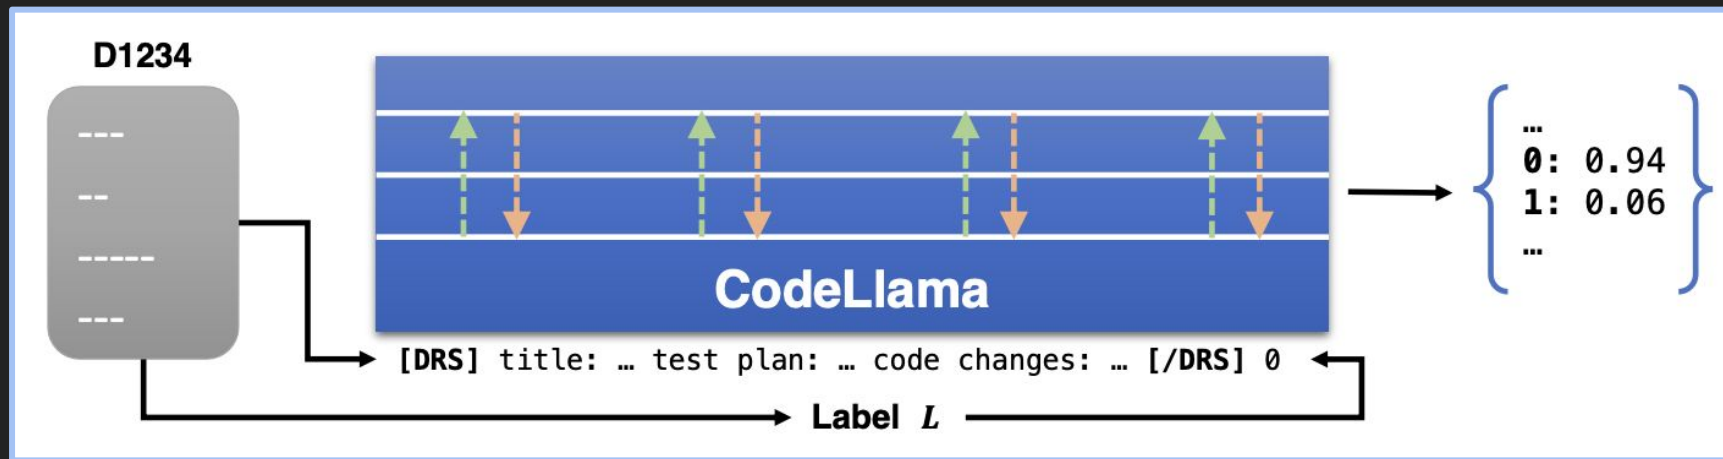 D1234
---
--
-----
---
CodeLlama
…
0: 0.94
1: 0.06
…
[DRS] title: … test plan: … code changes: … [/DRS] 0
Label L